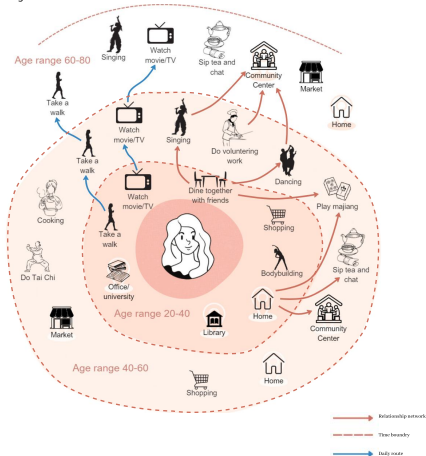 Age range 60-80
Singing
Watch
movie/TV
Sip tea and
chat
Community
Center
Market
Home
Take a
walk
Watch
movie/TV
Singing
Do voluntering
work
Take a
walk
Cooking
Watch
movie/TV
Dine together
with friends
Dancing
Play majiang
Shopping
Take a
walk
Do Tai Chi
Office/
university
Bodybuilding
Sip tea and
chat
Market
Age range 20-40
Library
Home
Community
Center
Age range 40-60
Shopping
Home
Relationship network
Time boundry
Daily route